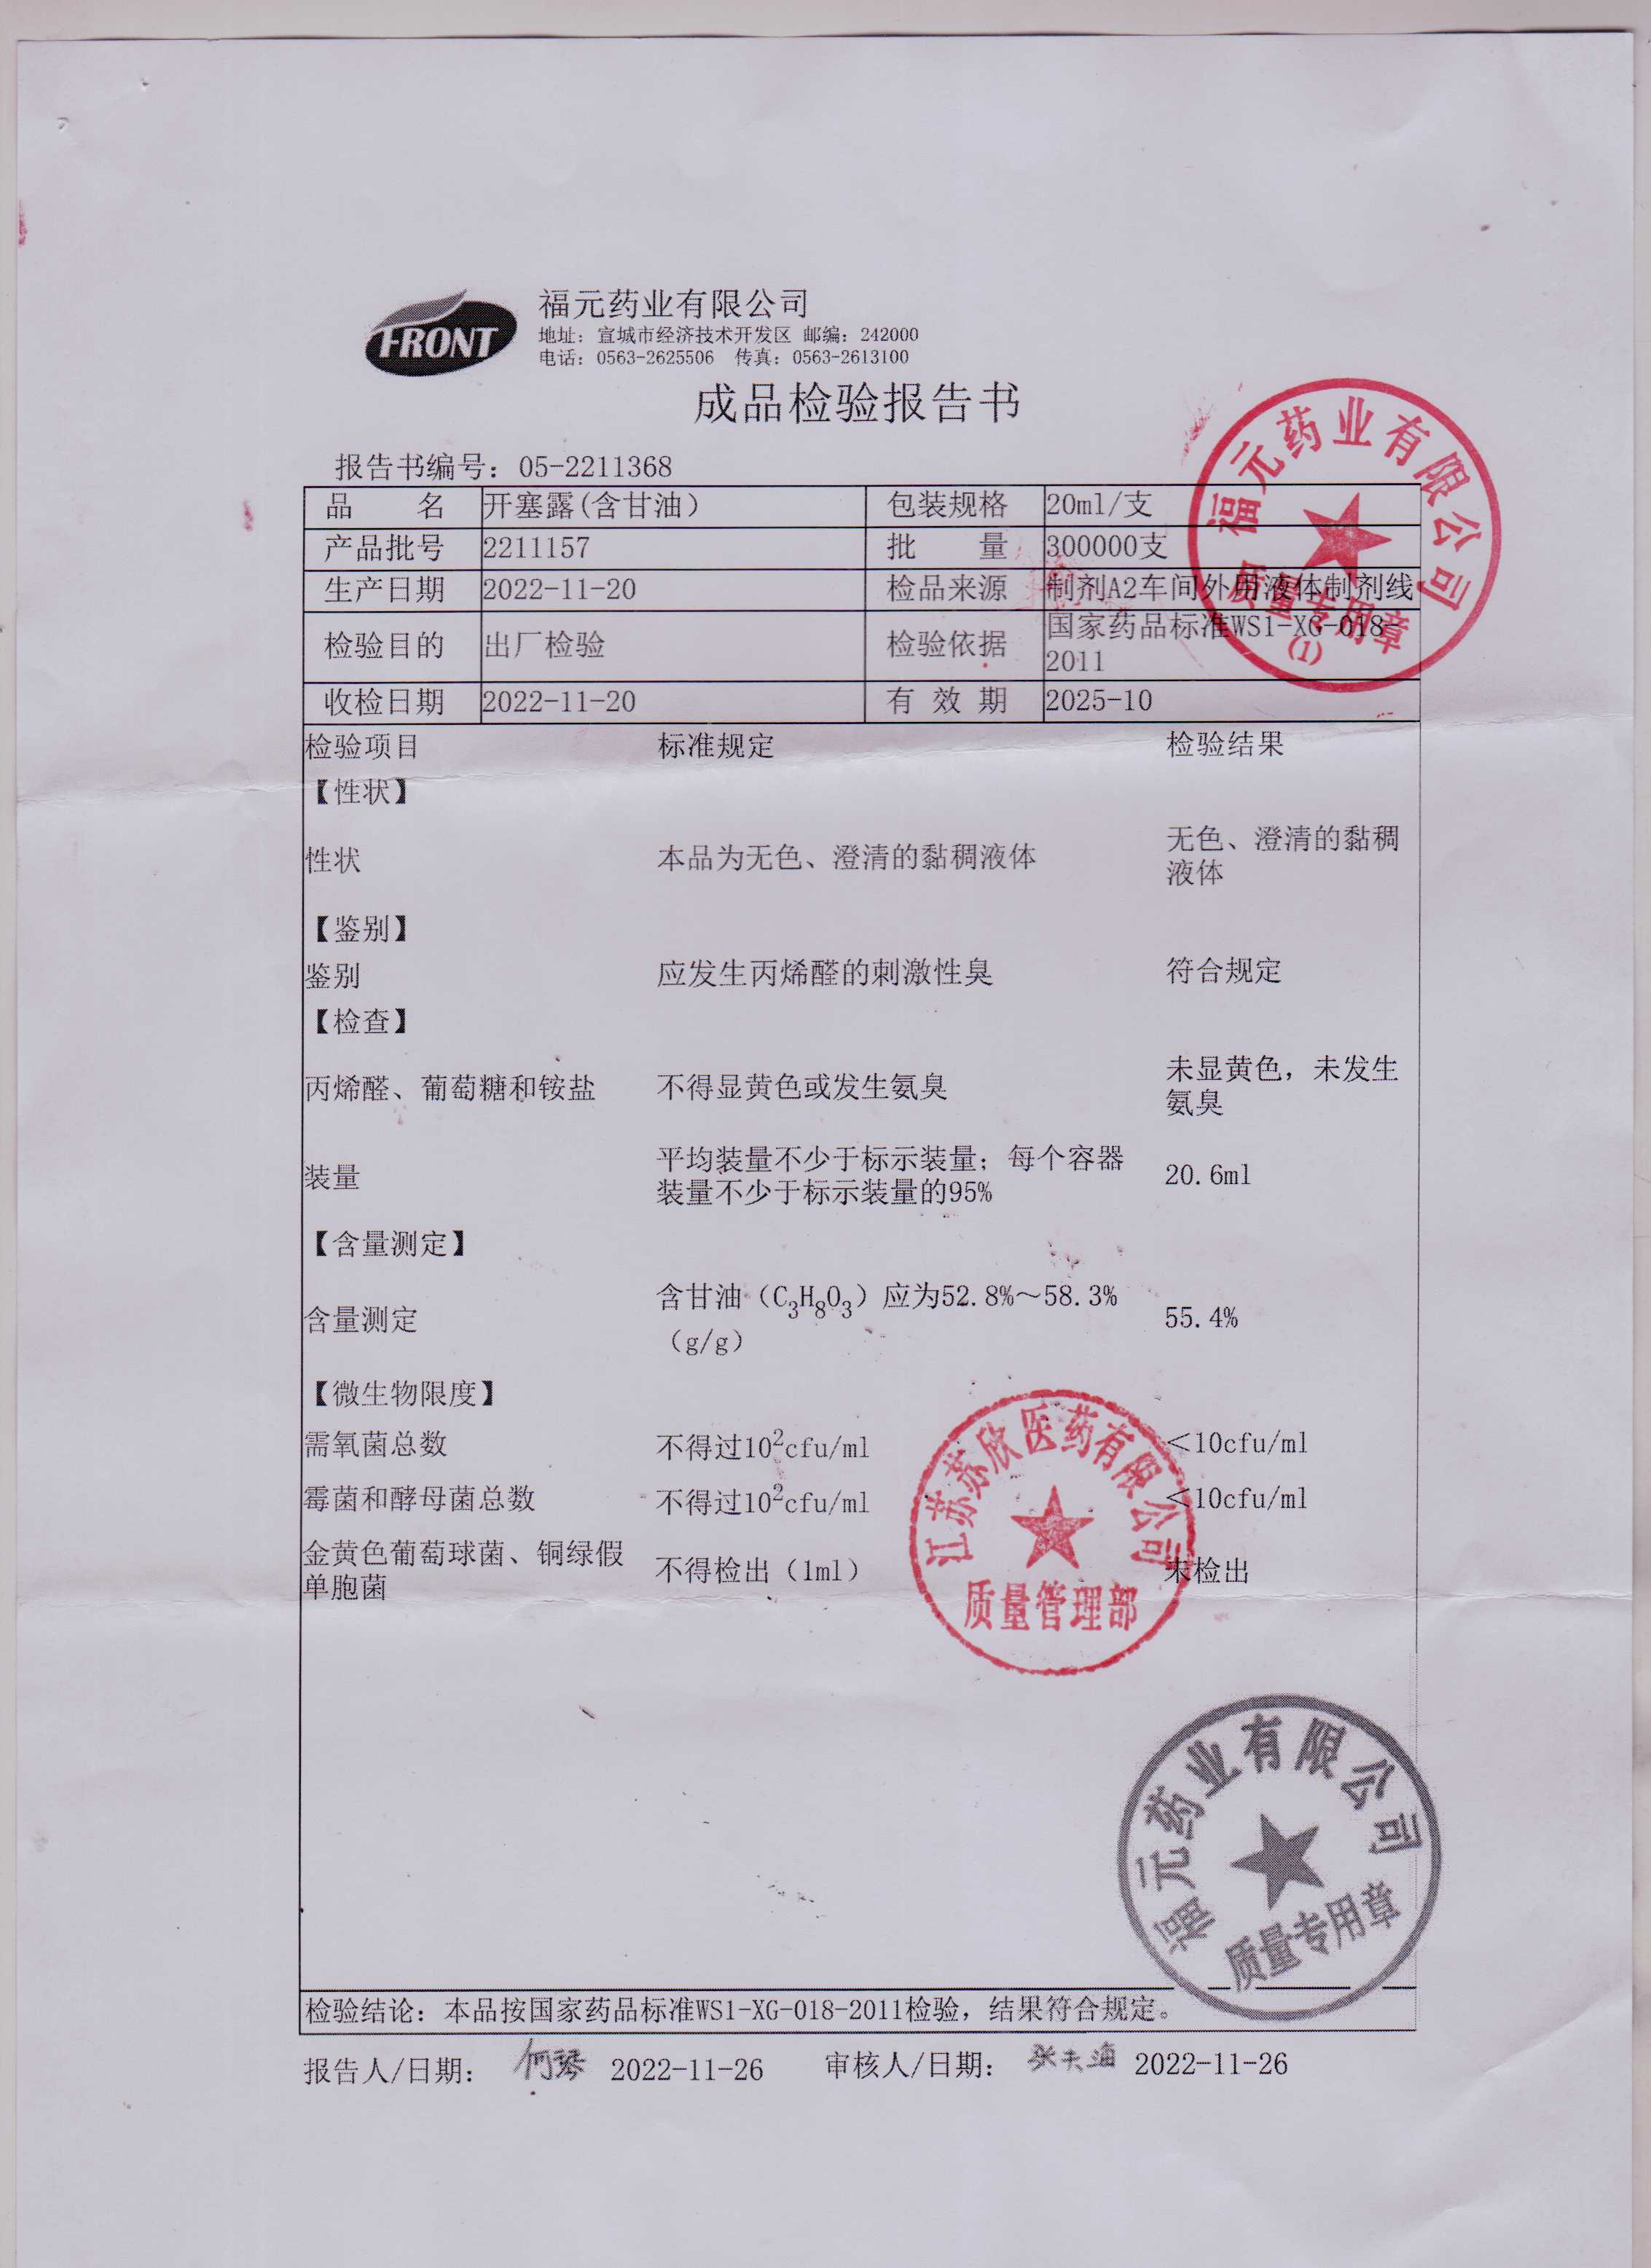 FRONT
福元药业有限公司
地址：宣城市经济技术开发区 邮编：242000
电话：0563-2625506 传真：0563-2613100
成品检验报告书
报告书编号：05-2211368
品 名 开塞露(含甘油） 包装规格 20ml/支
产品批号 2211157 批 量 300000支
生产日期 2022-11-20 检品来源 制剂A2车间外用液体制剂线
检验目的 出厂检验 检验依据 国家药品标准WS1-XG-018-
2011
收检日期 2022-11-20 有 效 期 2025-10
福元药业有限公司
质量专用章
(1)
检验项目 标准规定 检验结果
【性状】
性状 本品为无色、澄清的黏稠液体 无色、澄清的黏稠
液体
【鉴别】
鉴别 应发生丙烯醛的刺激性臭 符合规定
【检查】
丙烯醛、葡萄糖和铵盐 不得显黄色或发生氨臭 未显黄色，未发生
氨臭
装量 平均装量不少于标示装量；每个容器 20.6ml
装量不少于标示装量的95%
【含量测定】
含量测定 含甘油（C₃H₈O₃）应为52.8%～58.3% 55.4%
（g/g）
【微生物限度】
需氧菌总数 不得过10²cfu/ml ＜10cfu/ml
霉菌和酵母菌总数 不得过10²cfu/ml ＜10cfu/ml
金黄色葡萄球菌、铜绿假 不得检出（1ml） 未检出
单胞菌
江苏苏欣医药有限公司
质量管理部
福元药业有限公司
质量专用章
检验结论：本品按国家药品标准WS1-XG-018-2011检验，结果符合规定。
报告人/日期： 何琴 2022-11-26 审核人/日期： 2022-11-26